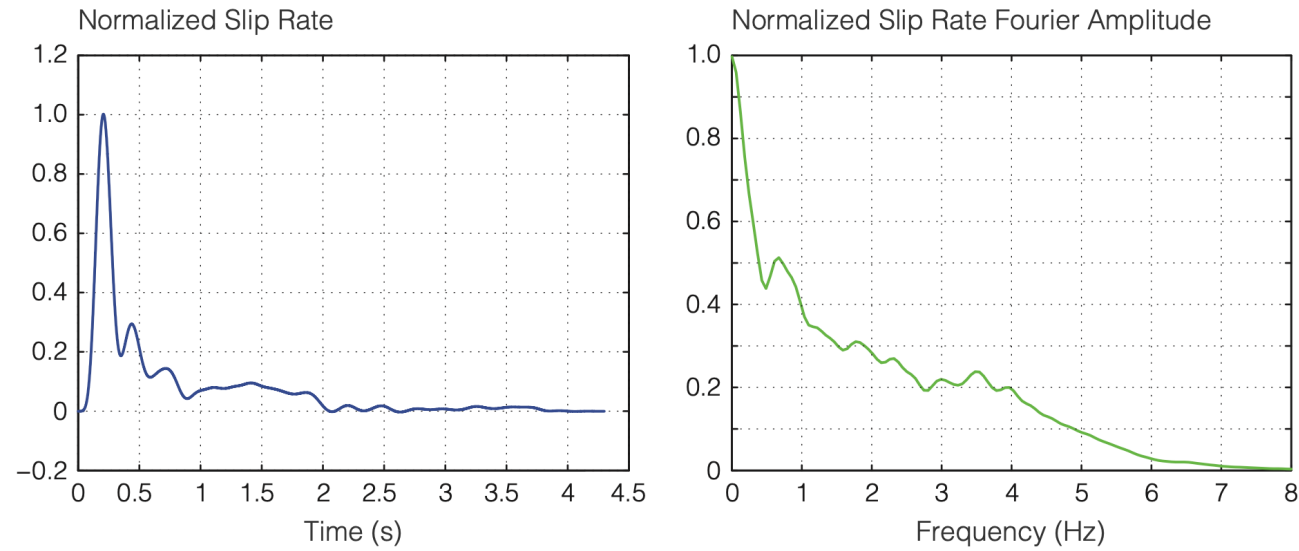 Normalized Slip Rate
1.2
1.0
0.8
0.6
0.4
0.2
0
−0.2
0 0.5 1 1.5 2 2.5 3 3.5 4 4.5
Time (s)
Normalized Slip Rate Fourier Amplitude
1.0
0.8
0.6
0.4
0.2
0
0 1 2 3 4 5 6 7 8
Frequency (Hz)